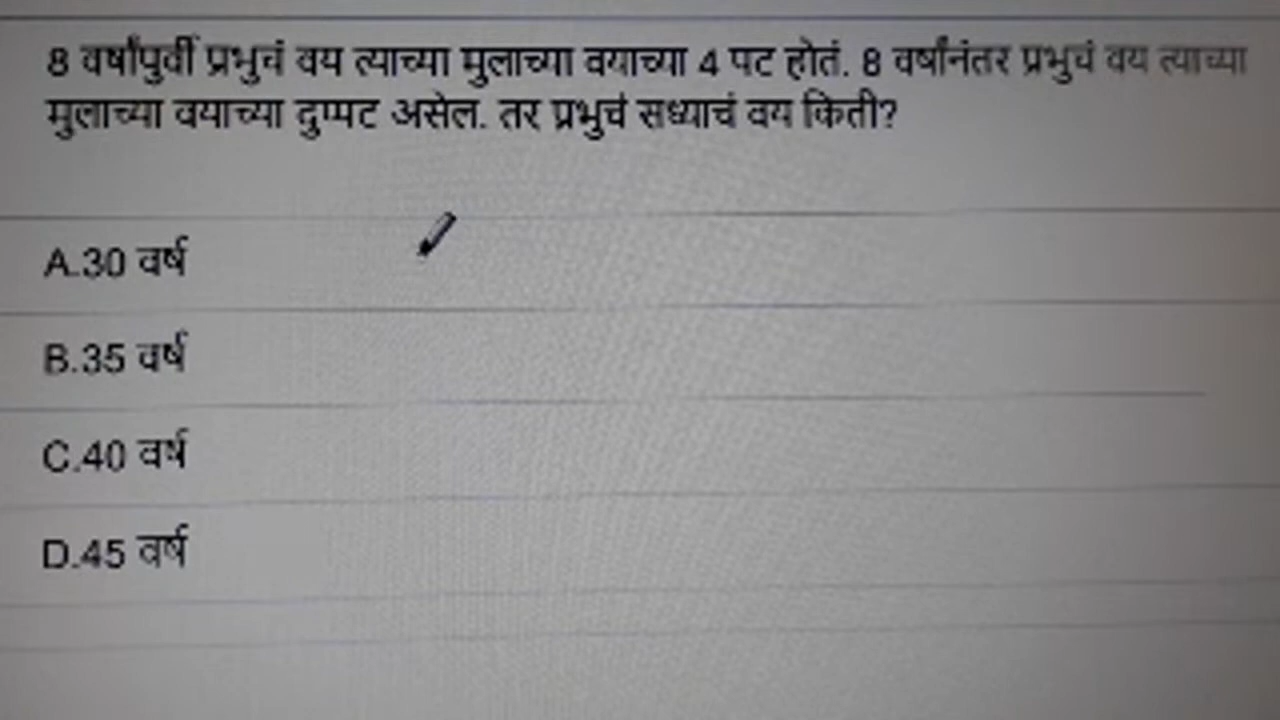 8 वर्षांपुर्वी प्रभुचं वय त्याच्या मुलाच्या वयाच्या 4 पट होतं. 8 वर्षांनंतर प्रभुचं वय त्याच्या
मुलाच्या वयाच्या दुप्पट असेल. तर प्रभुचं सध्याचं वय किती?
A.30 वर्ष
B.35 वर्ष
C.40 वर्ष
D.45 वर्ष